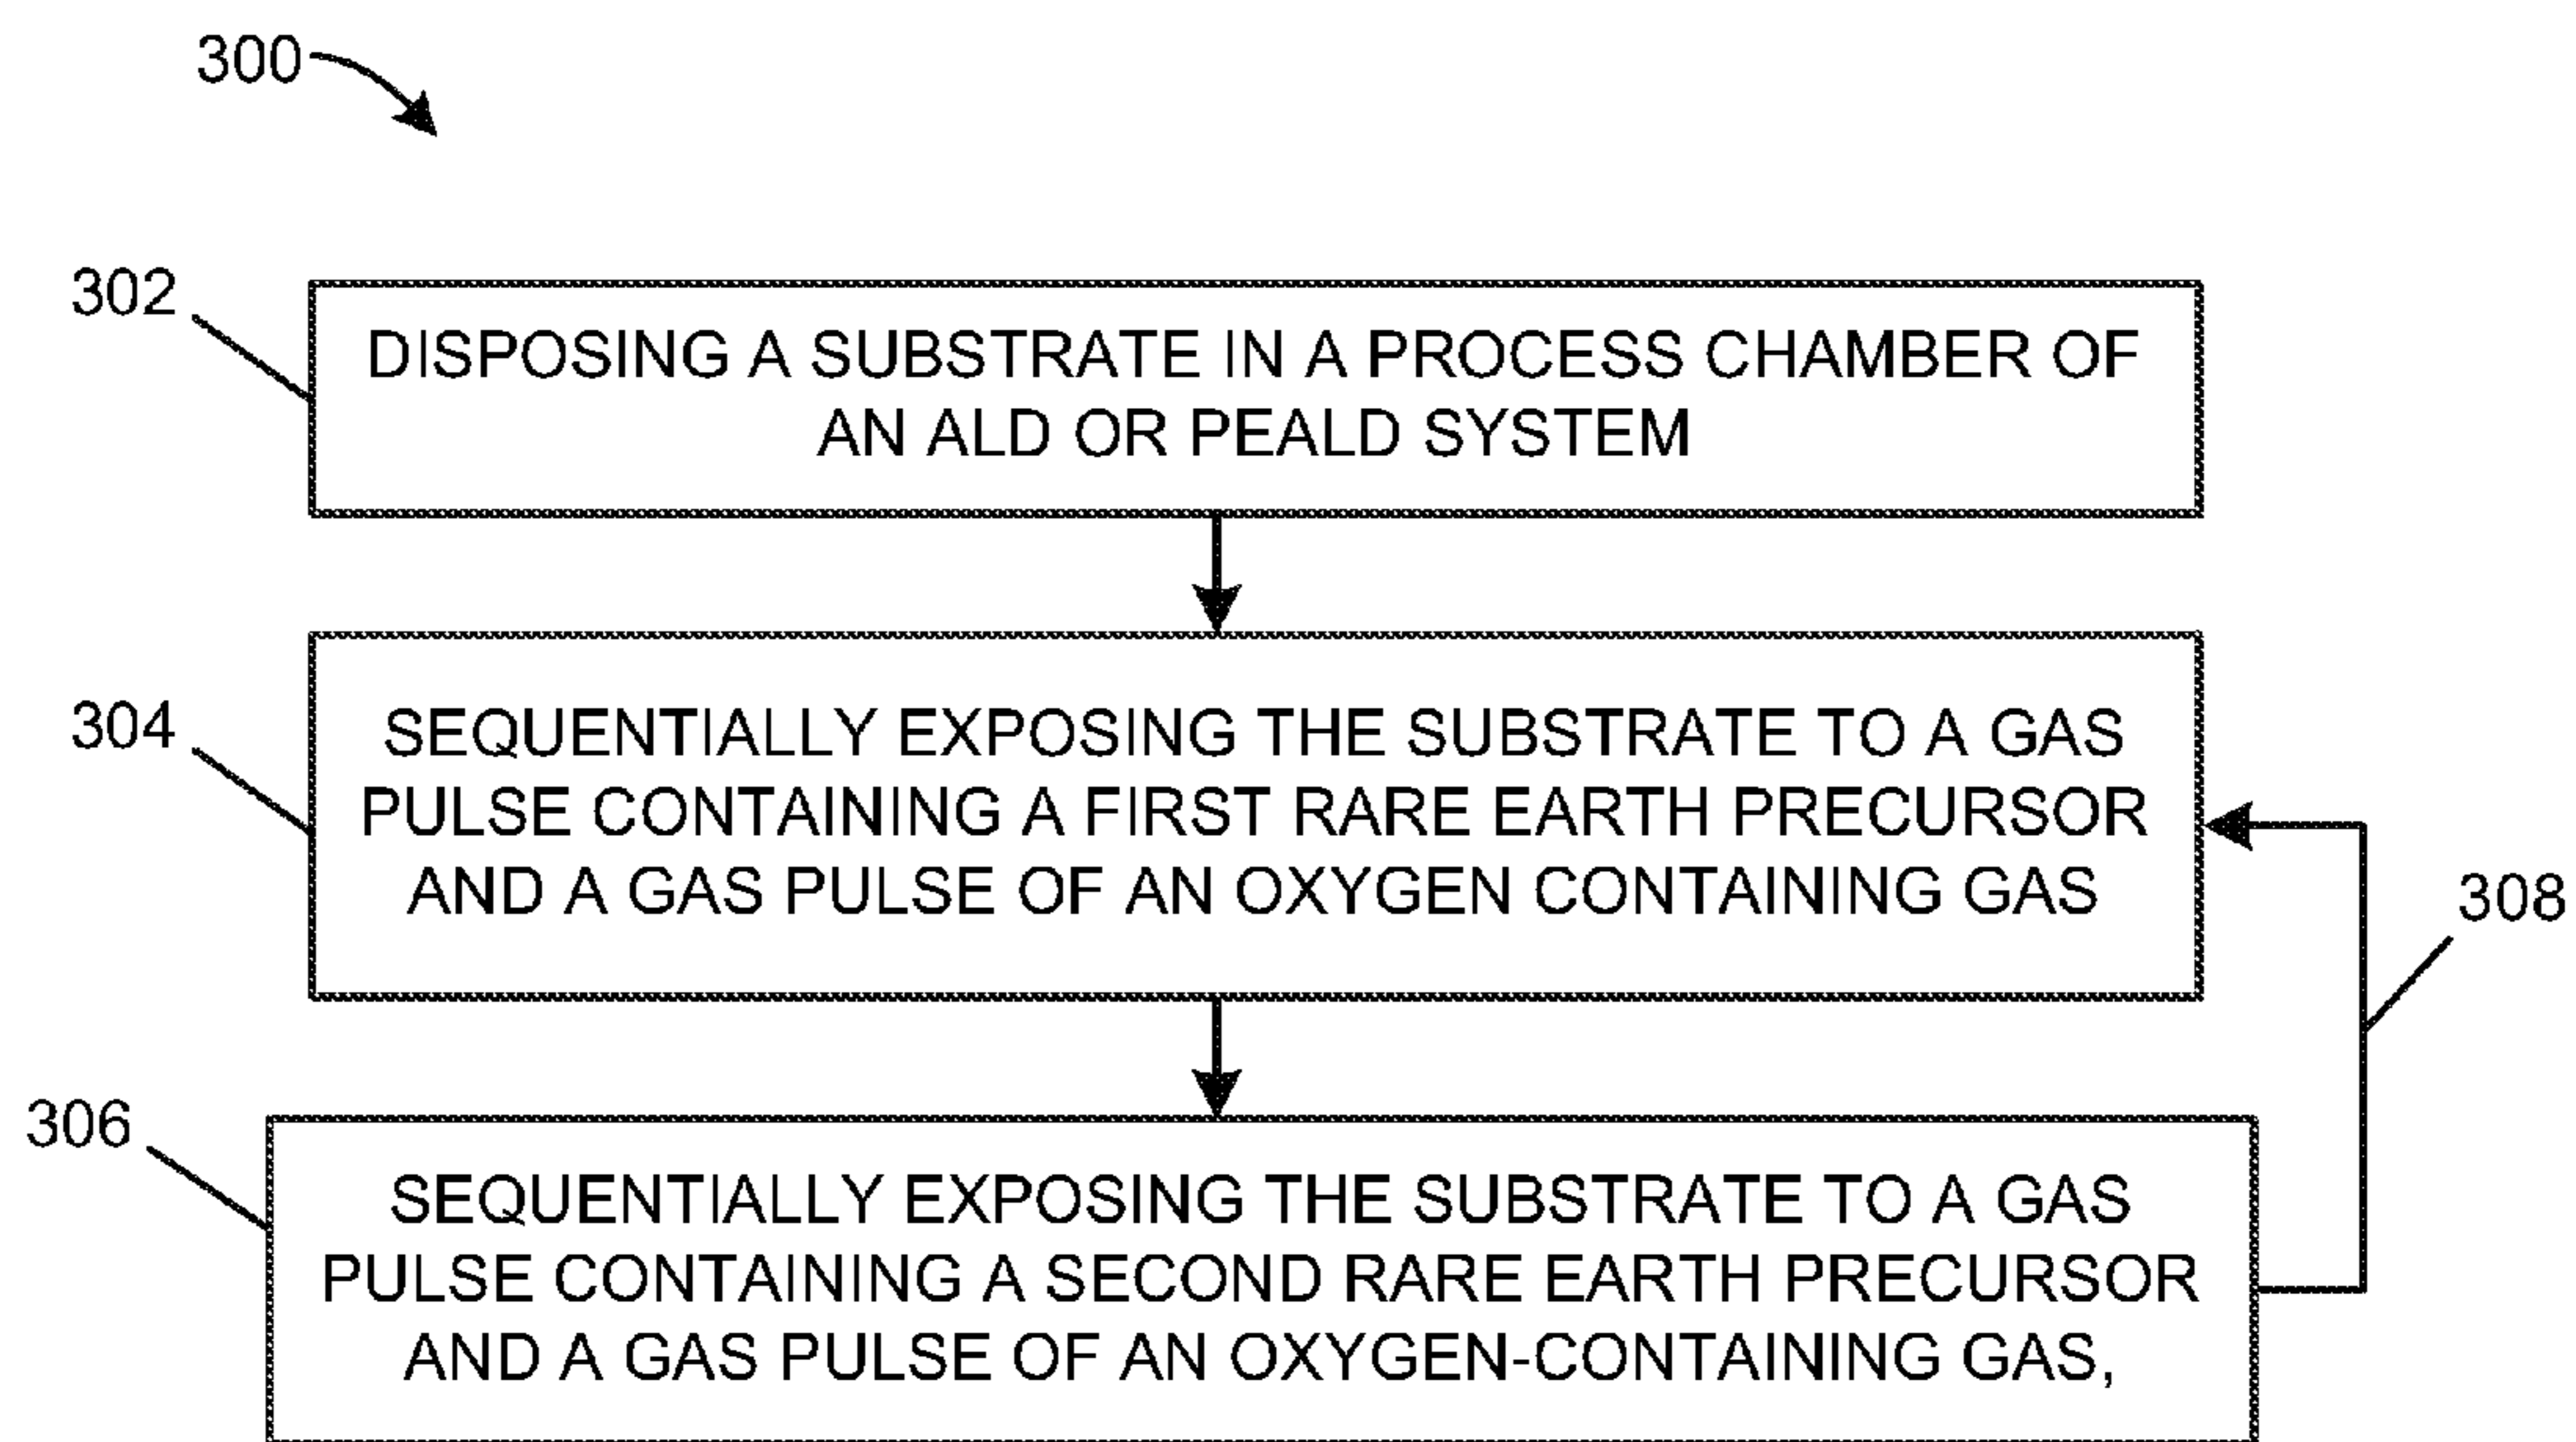 300
302
DISPOSING A SUBSTRATE IN A PROCESS CHAMBER OF
AN ALD OR PEALD SYSTEM
304
SEQUENTIALLY EXPOSING THE SUBSTRATE TO A GAS
PULSE CONTAINING A FIRST RARE EARTH PRECURSOR
AND A GAS PULSE OF AN OXYGEN CONTAINING GAS
308
306
SEQUENTIALLY EXPOSING THE SUBSTRATE TO A GAS
PULSE CONTAINING A SECOND RARE EARTH PRECURSOR
AND A GAS PULSE OF AN OXYGEN-CONTAINING GAS,